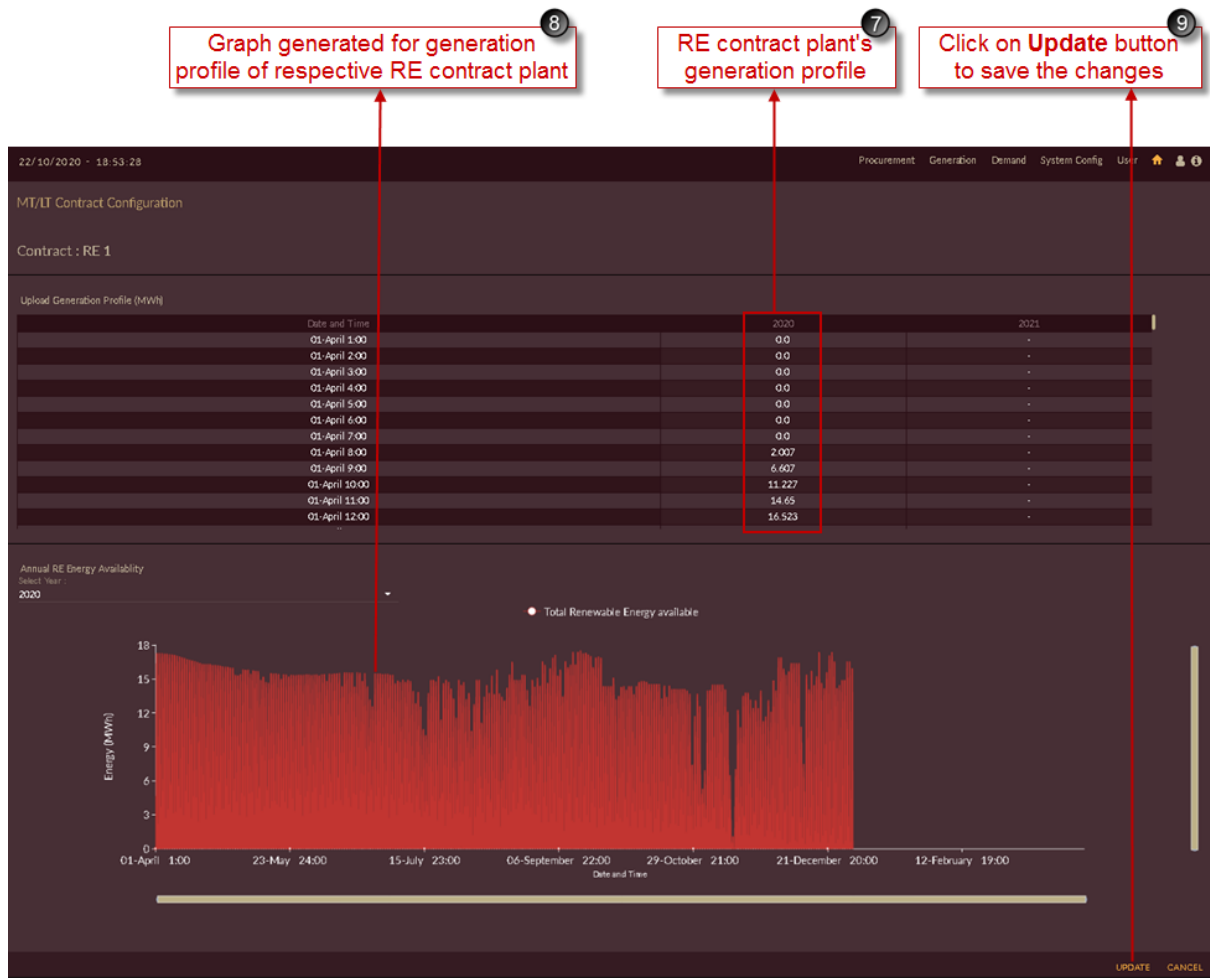 8
Graph generated for generation
profile of respective RE contract plant
7
RE contract plant's
generation profile
9
Click on Update button
to save the changes
22/10/2020 - 18:53:28
Procurement Generation Demand System Config User
MT/LT Contract Configuration
Contract : RE 1
Upload Generation Profile (MWh)
Date and Time 2020 2021
01-April 1:00 0.0 -
01-April 2:00 0.0 -
01-April 3:00 0.0 -
01-April 4:00 0.0 -
01-April 5:00 0.0 -
01-April 6:00 0.0 -
01-April 7:00 0.0 -
01-April 8:00 2.007 -
01-April 9:00 6.607 -
01-April 10:00 11.227 -
01-April 11:00 14.65 -
01-April 12:00 16.523 -
Annual RE Energy Availablity
Select Year :
2020
Total Renewable Energy available
18
15
12
9
6
3
0
Energy (MWh)
01-April 1:00 23-May 24:00 15-July 23:00 06-September 22:00 29-October 21:00 21-December 20:00 12-February 19:00
Date and Time
UPDATE CANCEL